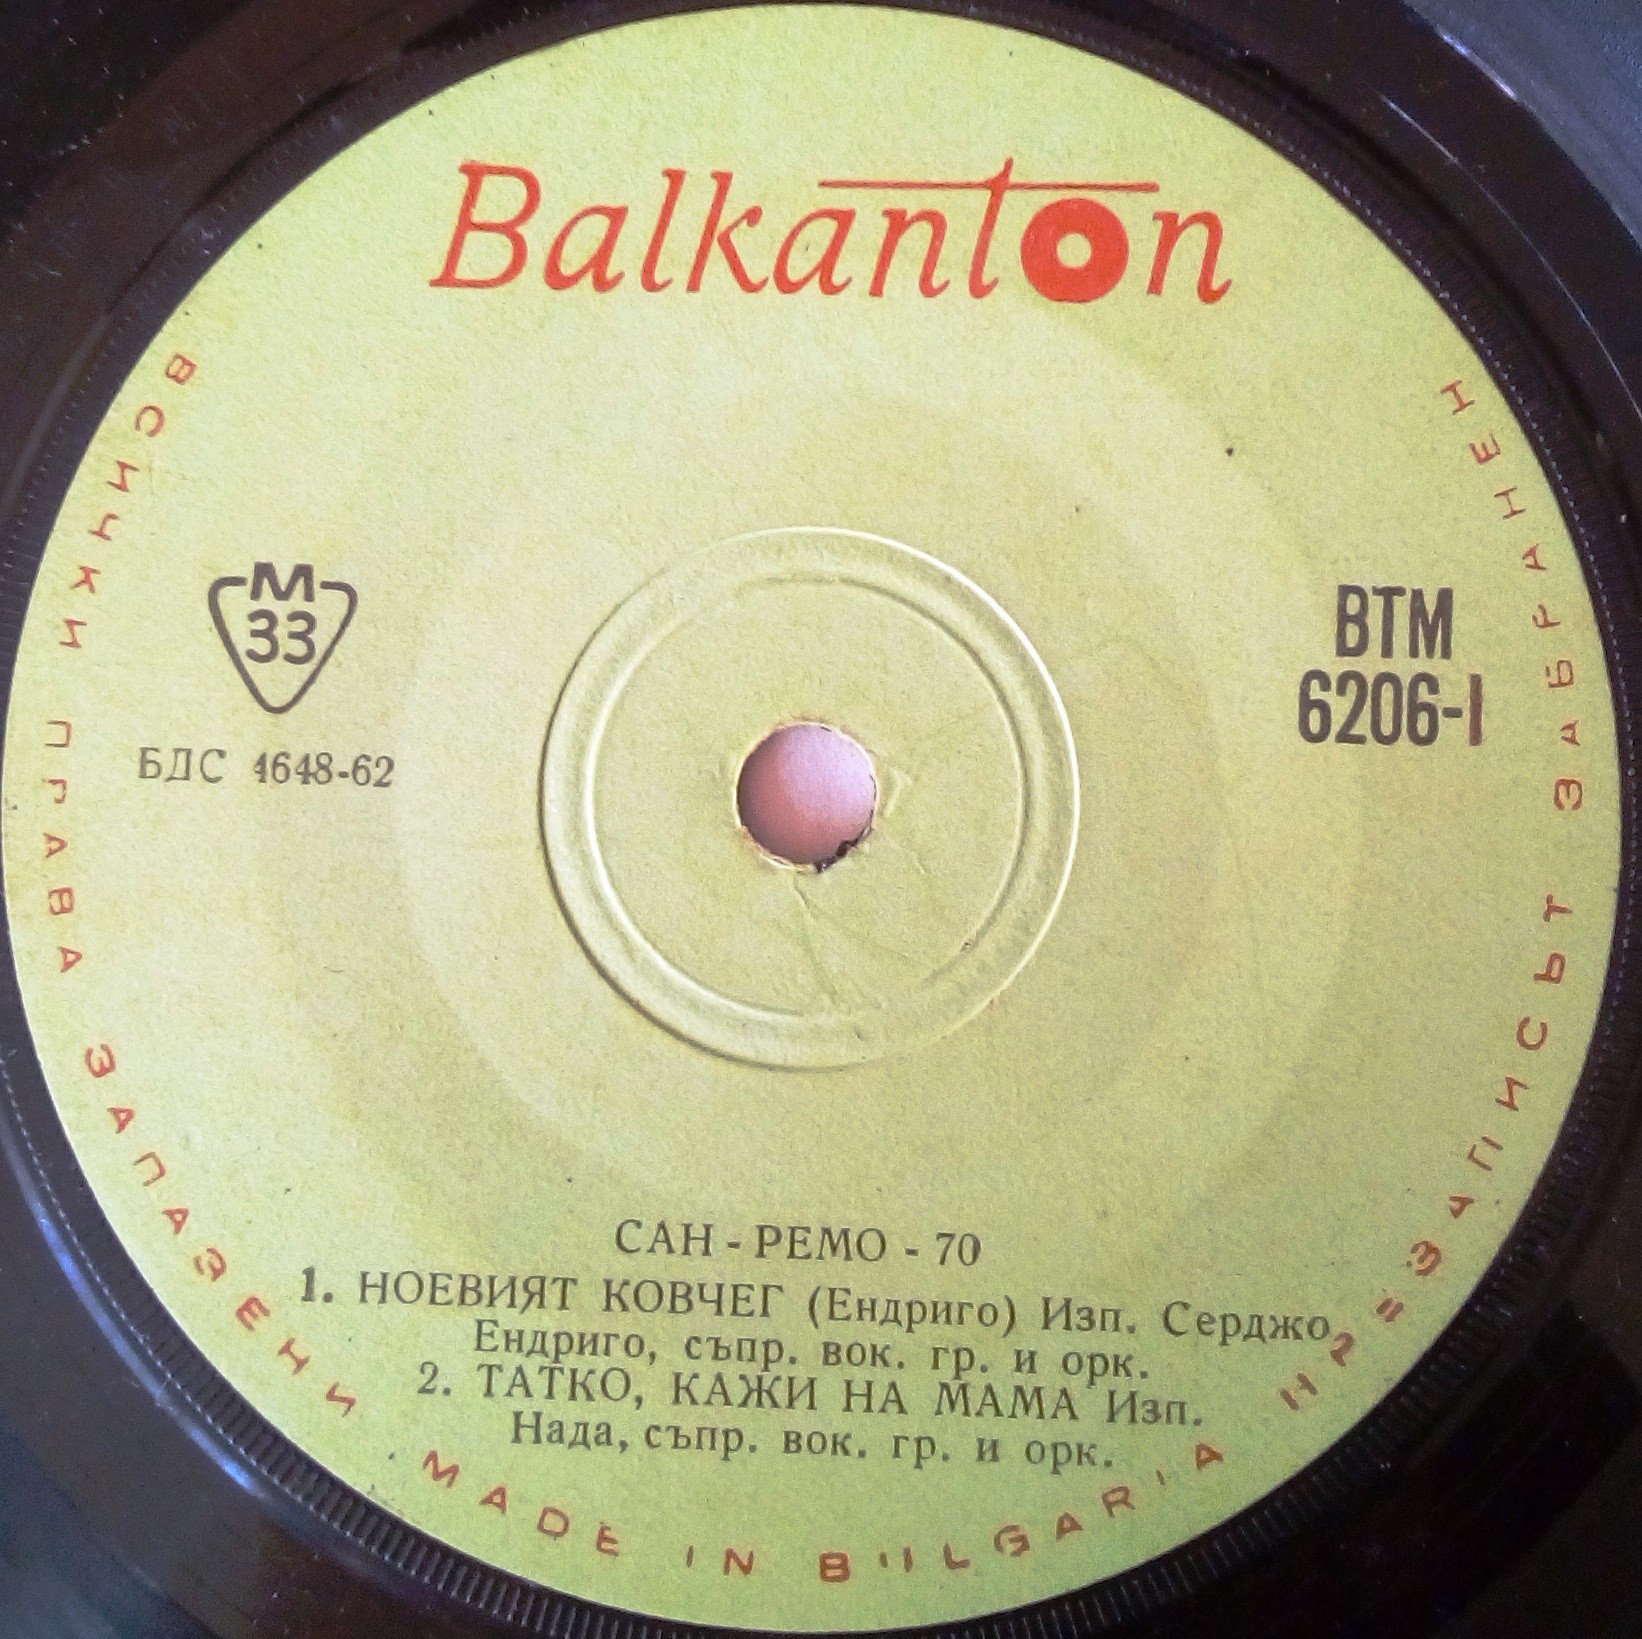 Balkanton
M
33
БДС 4648-62
ВТМ
6206-I
САН - РЕМО - 70
1. НОЕВИЯТ КОВЧЕГ (Ендриго) Изп. Серджо
Ендриго, съпр. вок. гр. и орк.
2. ТАТКО, КАЖИ НА МАМА Изп.
Нада, съпр. вок. гр. и орк.
ВСИЧКИ ПРАВА ЗАПАЗЕНИ MADE IN BULGARIA ЗАПИСЪТ ЗАБРАНЕН